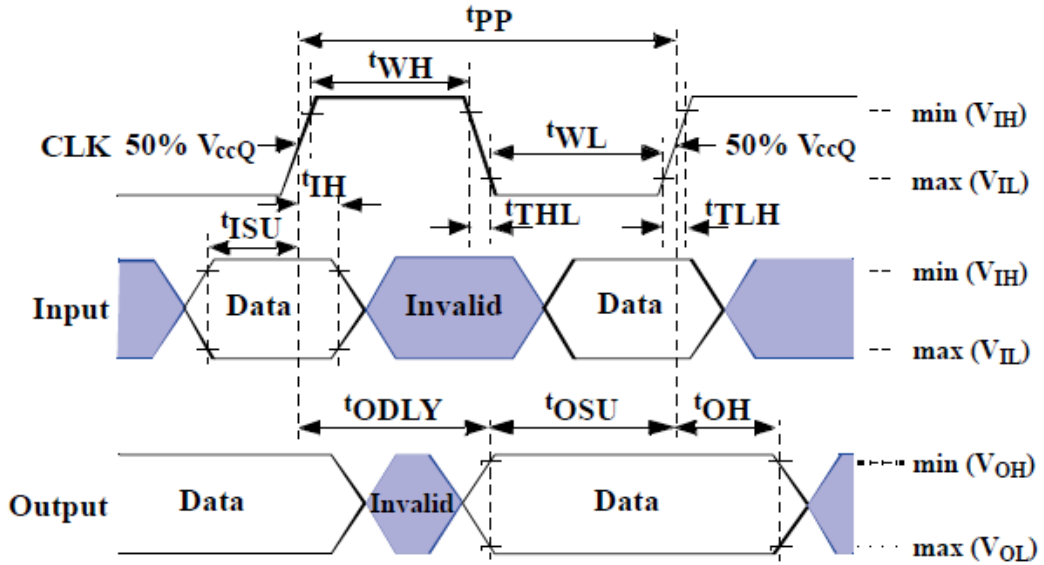 tPP
tWH
min (VIH)
CLK 50% VccQ tWL 50% VccQ
tIH max (VIL)
tISU tTHL tTLH
min (VIH)
Input Data Invalid Data
max (VIL)
tODLY tOSU tOH
min (VOH)
Output Data Invalid Data
max (VOL)